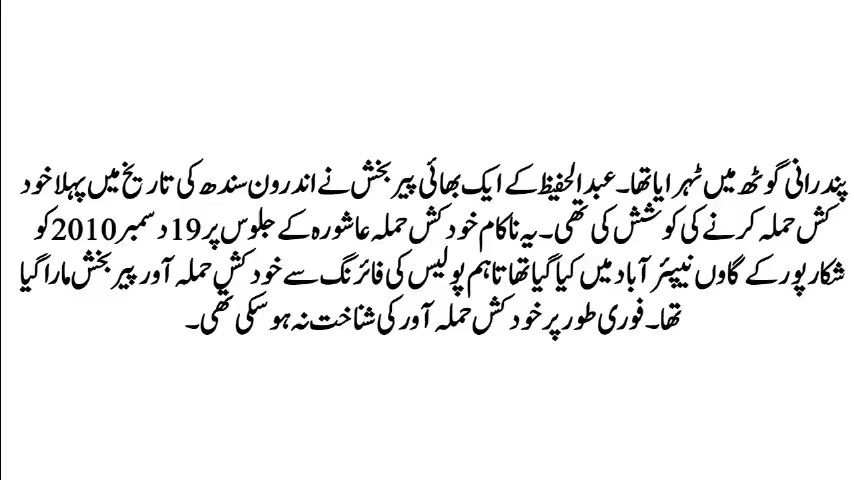 پندرانی گوٹھ میں ٹہرایا تھا۔ عبدالحفیظ کے ایک بھائی پیر بخش نے اندرون سندھ کی تاریخ میں پہلا خود
کش حملہ کرنے کی کوشش کی تھی۔ یہ ناکام خودکش حملہ عاشورہ کے جلوس پر 19 دسمبر 2010 کو
شکارپور کے گاوں نیپئر آباد میں کیا گیا تھا تاہم پولیس کی فائرنگ سے خودکش حملہ آور پیر بخش مارا گیا
تھا۔ فوری طور پر خودکش حملہ آور کی شناخت نہ ہو سکی تھی۔